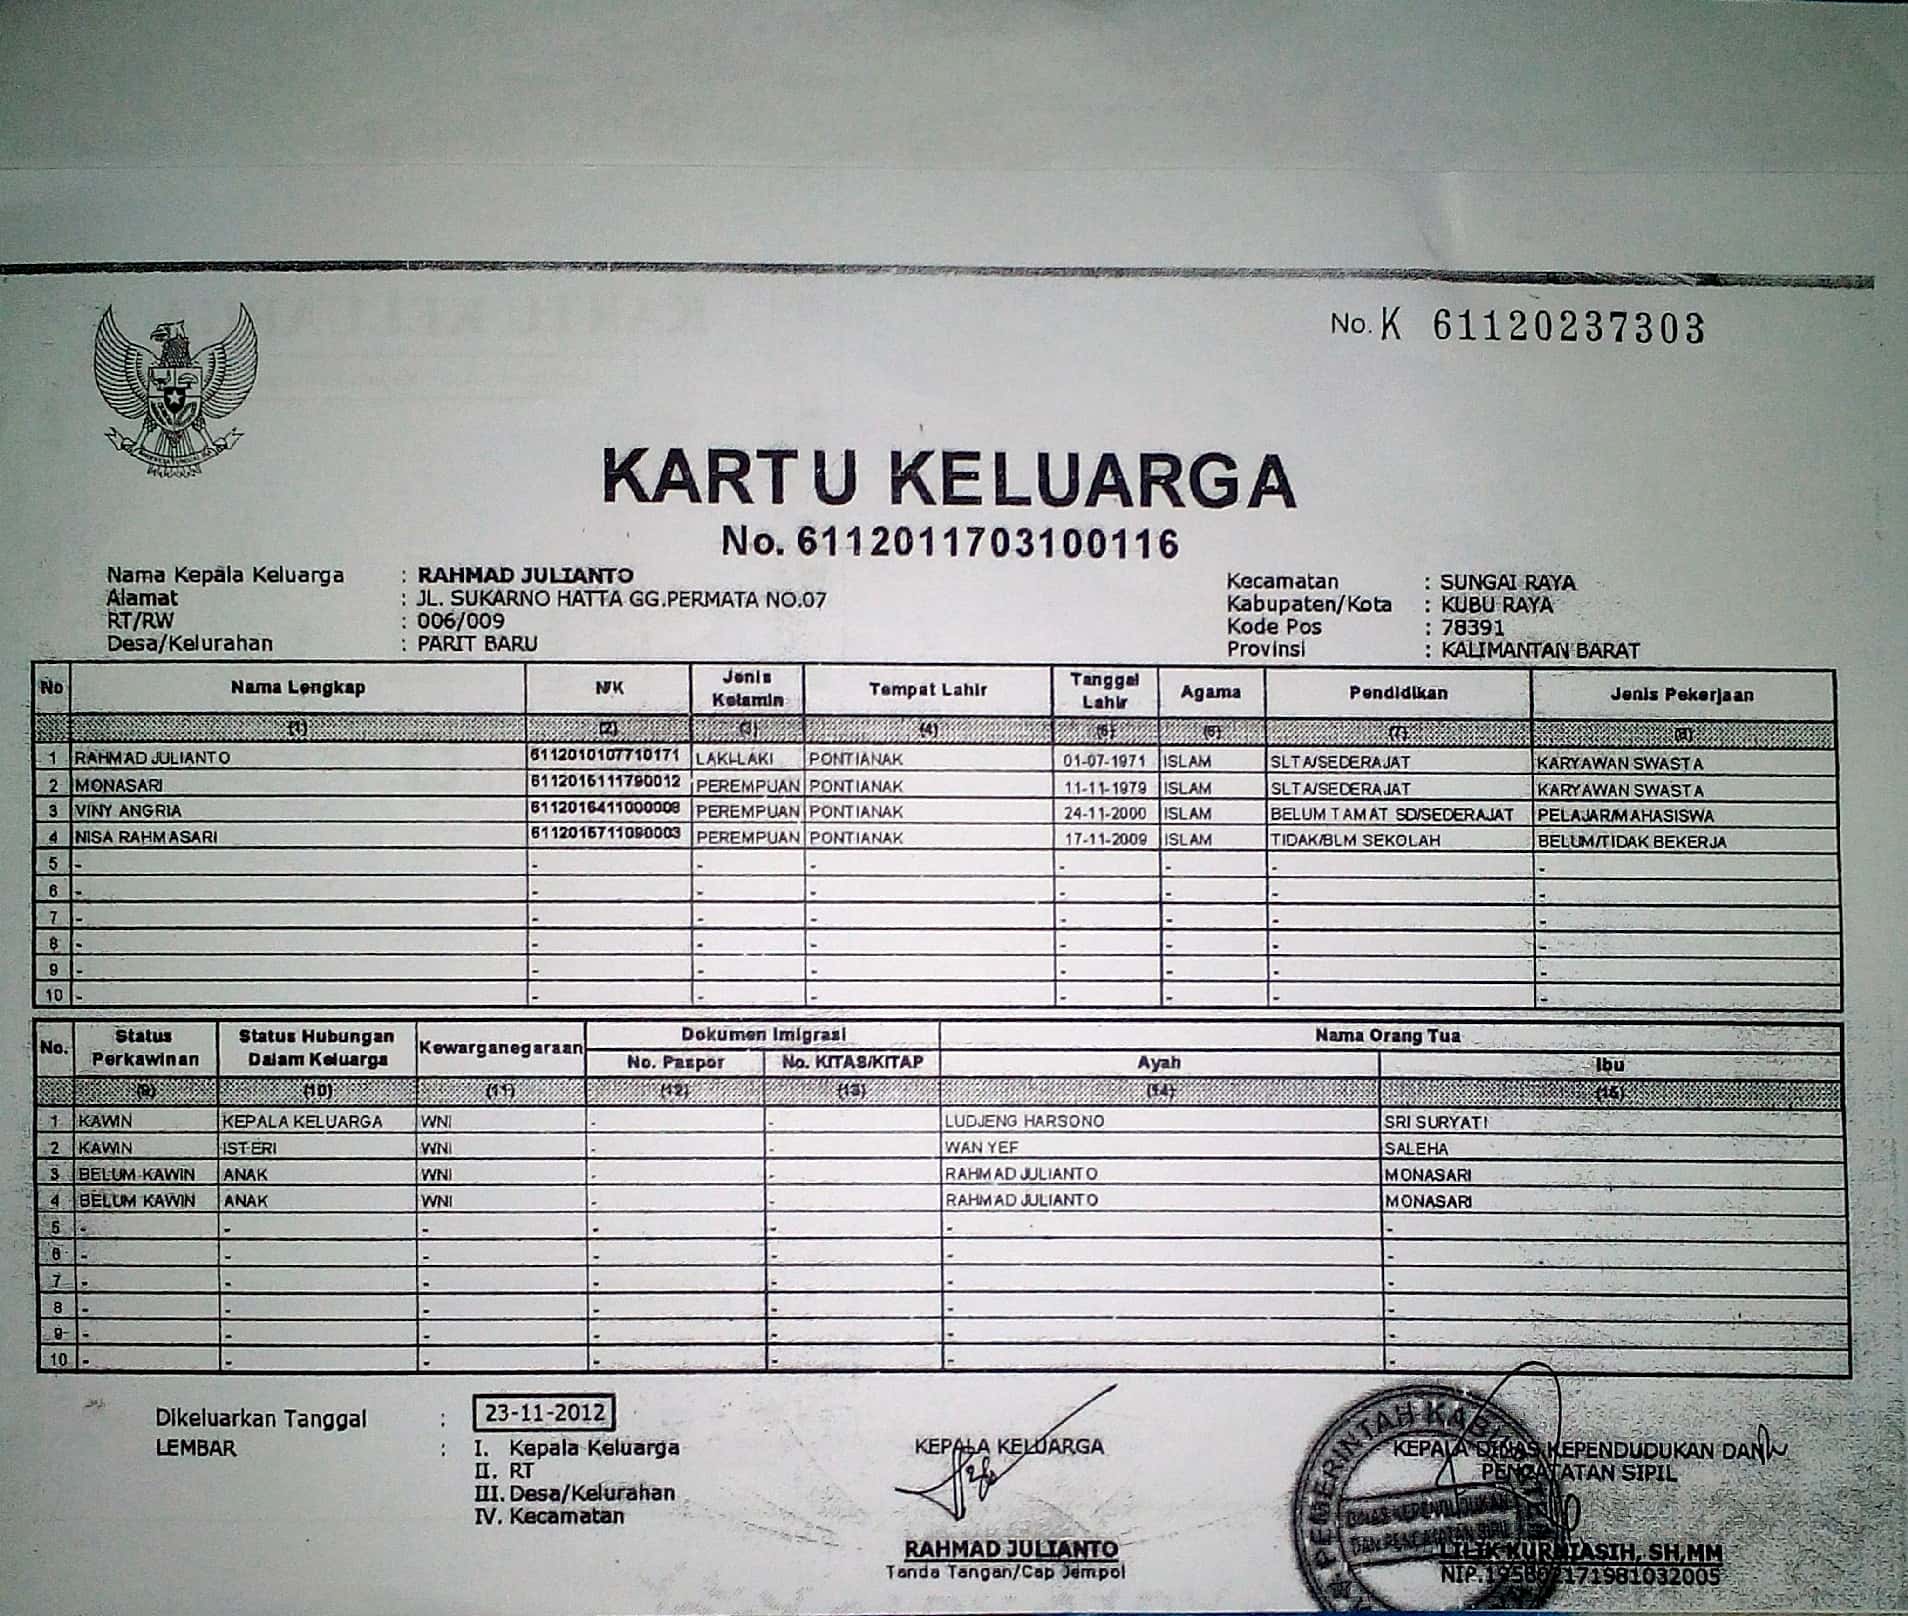 No. K 61120237303
KARTU KELUARGA
No. 6112011703100116
Nama Kepala Keluarga : RAHMAD JULIANTO
Alamat : JL. SUKARNO HATTA GG.PERMATA NO.07
RT/RW : 006/009
Desa/Kelurahan : PARIT BARU
Kecamatan : SUNGAI RAYA
Kabupaten/Kota : KUBU RAYA
Kode Pos : 78391
Provinsi : KALIMANTAN BARAT
No Nama Lengkap NIK Jenis Kelamin Tempat Lahir Tanggal Lahir Agama Pendidikan Jenis Pekerjaan
(1) (2) (3) (4) (5) (6) (7) (8)
1 RAHMAD JULIANTO 6112010107710171 LAKI-LAKI PONTIANAK 01-07-1971 ISLAM SLTA/SEDERAJAT KARYAWAN SWASTA
2 MONASARI 6112015111790012 PEREMPUAN PONTIANAK 11-11-1979 ISLAM SLTA/SEDERAJAT KARYAWAN SWASTA
3 VINY ANGRIA 6112016411000008 PEREMPUAN PONTIANAK 24-11-2000 ISLAM BELUM TAMAT SD/SEDERAJAT PELAJAR/MAHASISWA
4 NISA RAHMASARI 6112015711090003 PEREMPUAN PONTIANAK 17-11-2009 ISLAM TIDAK/BLM SEKOLAH BELUM/TIDAK BEKERJA
5 - - - - - - - -
6 - - - - - - - -
7 - - - - - - - -
8 - - - - - - - -
9 - - - - - - - -
10 - - - - - - - -
No. Status Perkawinan Status Hubungan Dalam Keluarga Kewarganegaraan Dokumen Imigrasi Nama Orang Tua
No. Paspor No. KITAS/KITAP Ayah Ibu
(9) (10) (11) (12) (13) (14) (15)
1 KAWIN KEPALA KELUARGA WNI - - LUDJENG HARSONO SRI SURYATI
2 KAWIN ISTERI WNI - - WAN YEF SALEHA
3 BELUM KAWIN ANAK WNI - - RAHMAD JULIANTO MONASARI
4 BELUM KAWIN ANAK WNI - - RAHMAD JULIANTO MONASARI
5 - - - - - - -
6 - - - - - - -
7 - - - - - - -
8 - - - - - - -
9 - - - - - - -
10 - - - - - - -
Dikeluarkan Tanggal : 23-11-2012
LEMBAR : I. Kepala Keluarga
II. RT
III. Desa/Kelurahan
IV. Kecamatan
KEPALA KELUARGA
RAHMAD JULIANTO
Tanda Tangan/Cap Jempol
KEPALA DINAS KEPENDUDUKAN DAN
PENCATATAN SIPIL
PEMERINTAH
DINAS KEPENDUDUKAN
DAN PENCATATAN SIPIL
LILIK KURNIASIH, SH,MM
NIP.195802171981032005